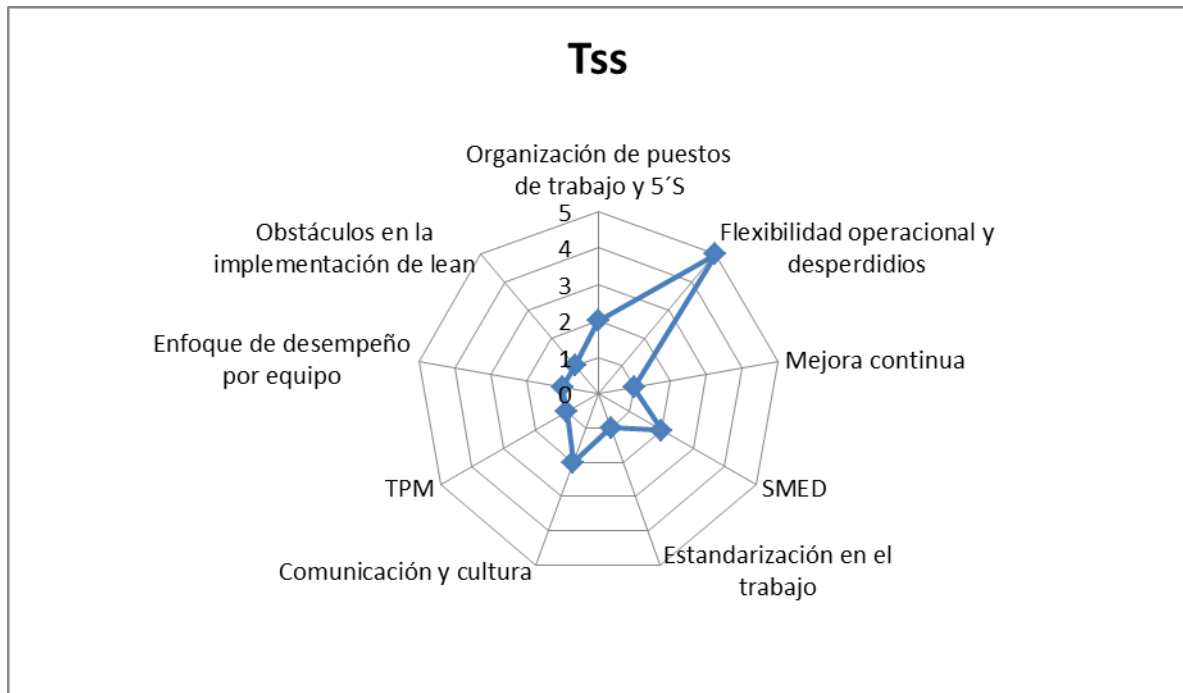 Tss
Organización de puestos
de trabajo y 5´S
Flexibilidad operacional y
desperdidios
Mejora continua
SMED
Estandarización en el
trabajo
Comunicación y cultura
TPM
Enfoque de desempeño
por equipo
Obstáculos en la
implementación de lean
5
4
3
2
1
0